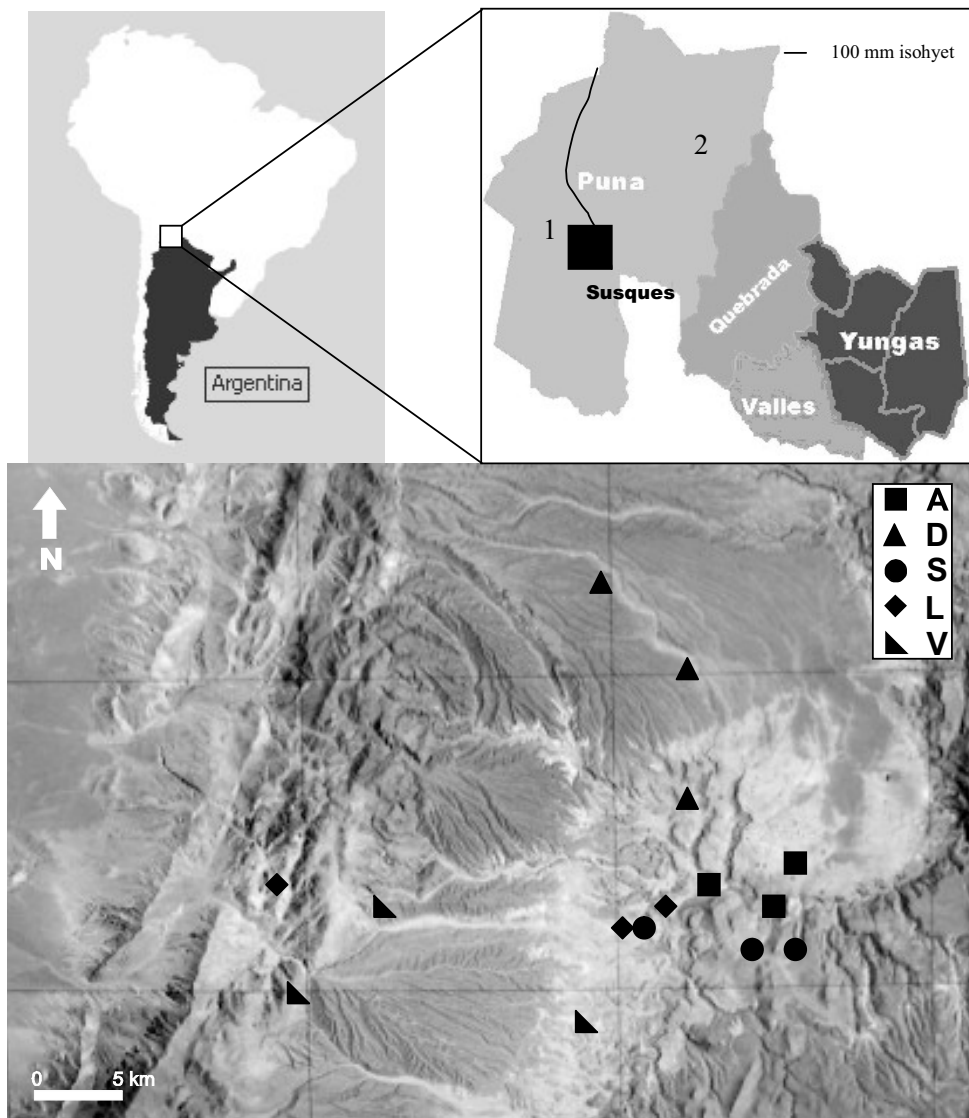 100 mm isohyet
2
Puna
1
Susques
Quebrada
Yungas
Valles
Argentina
N
A
D
S
L
V
0 5 km